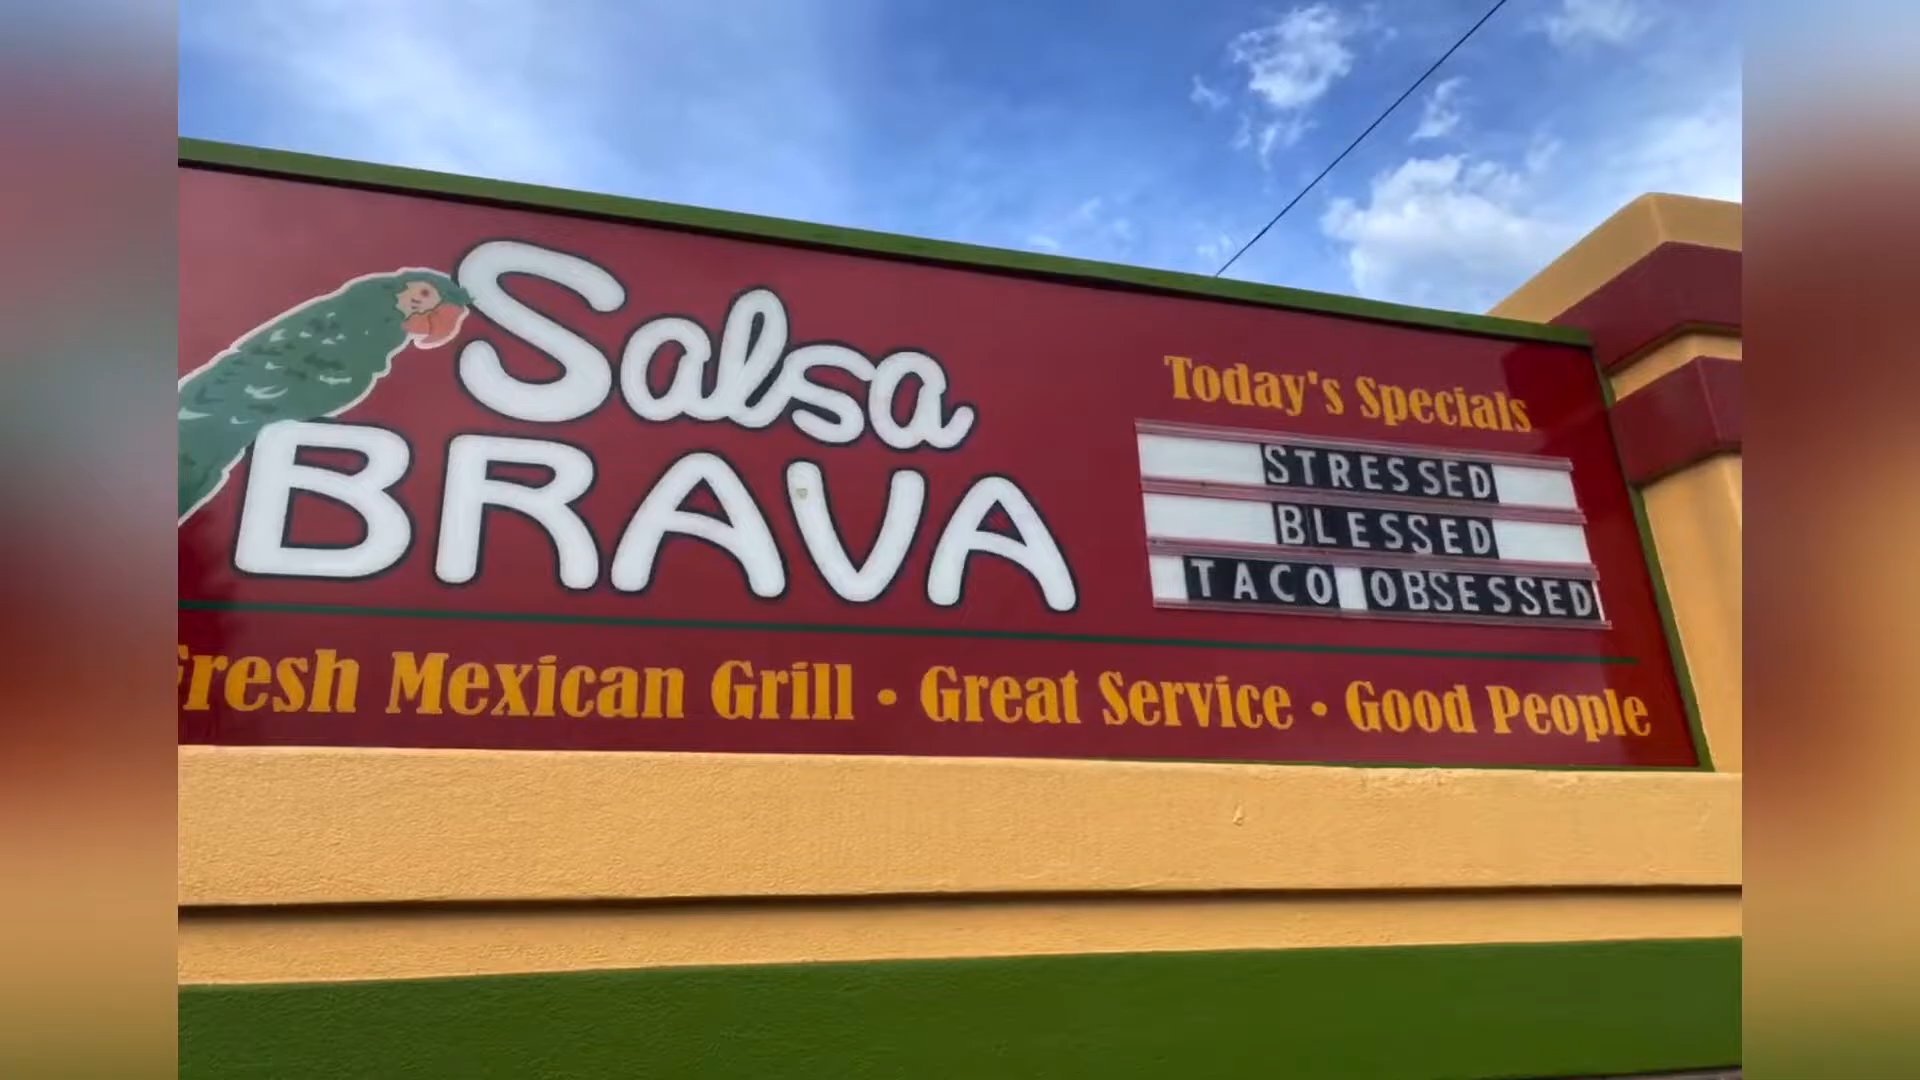 Salsa
BRAVA
Today's Specials
STRESSED
BLESSED
TACO OBSESSED
Fresh Mexican Grill • Great Service • Good People